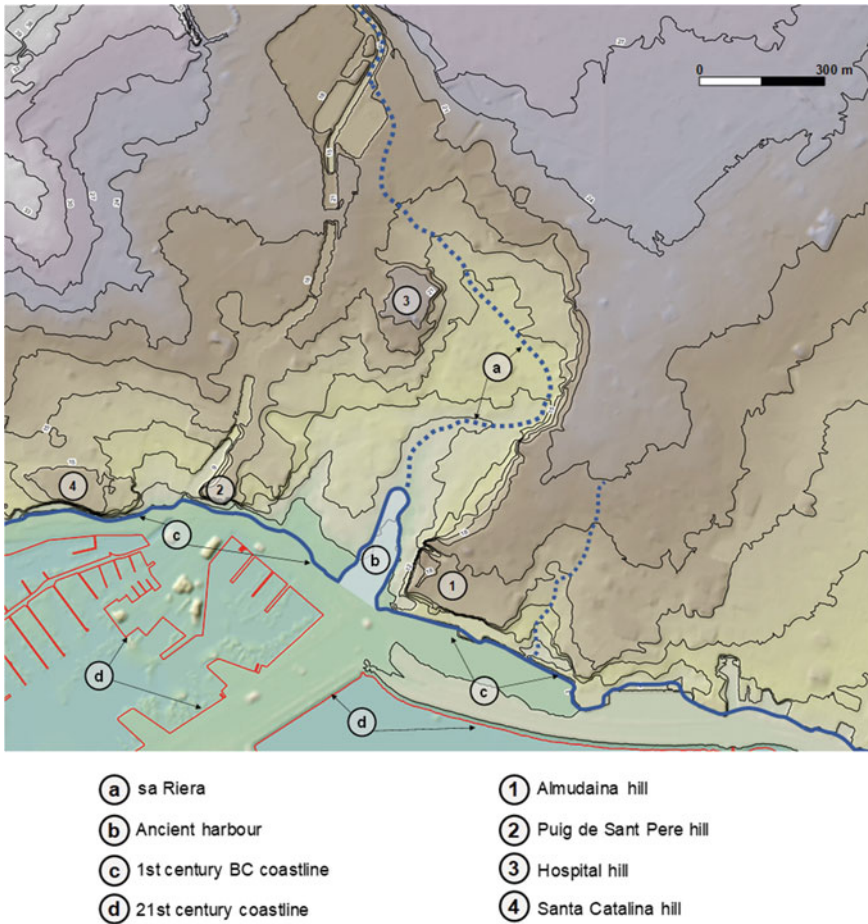 0 300 m
3
a
4
2
c
b
1
d
c
d
a sa Riera
b Ancient harbour
c 1st century BC coastline
d 21st century coastline
1 Almudaina hill
2 Puig de Sant Pere hill
3 Hospital hill
4 Santa Catalina hill